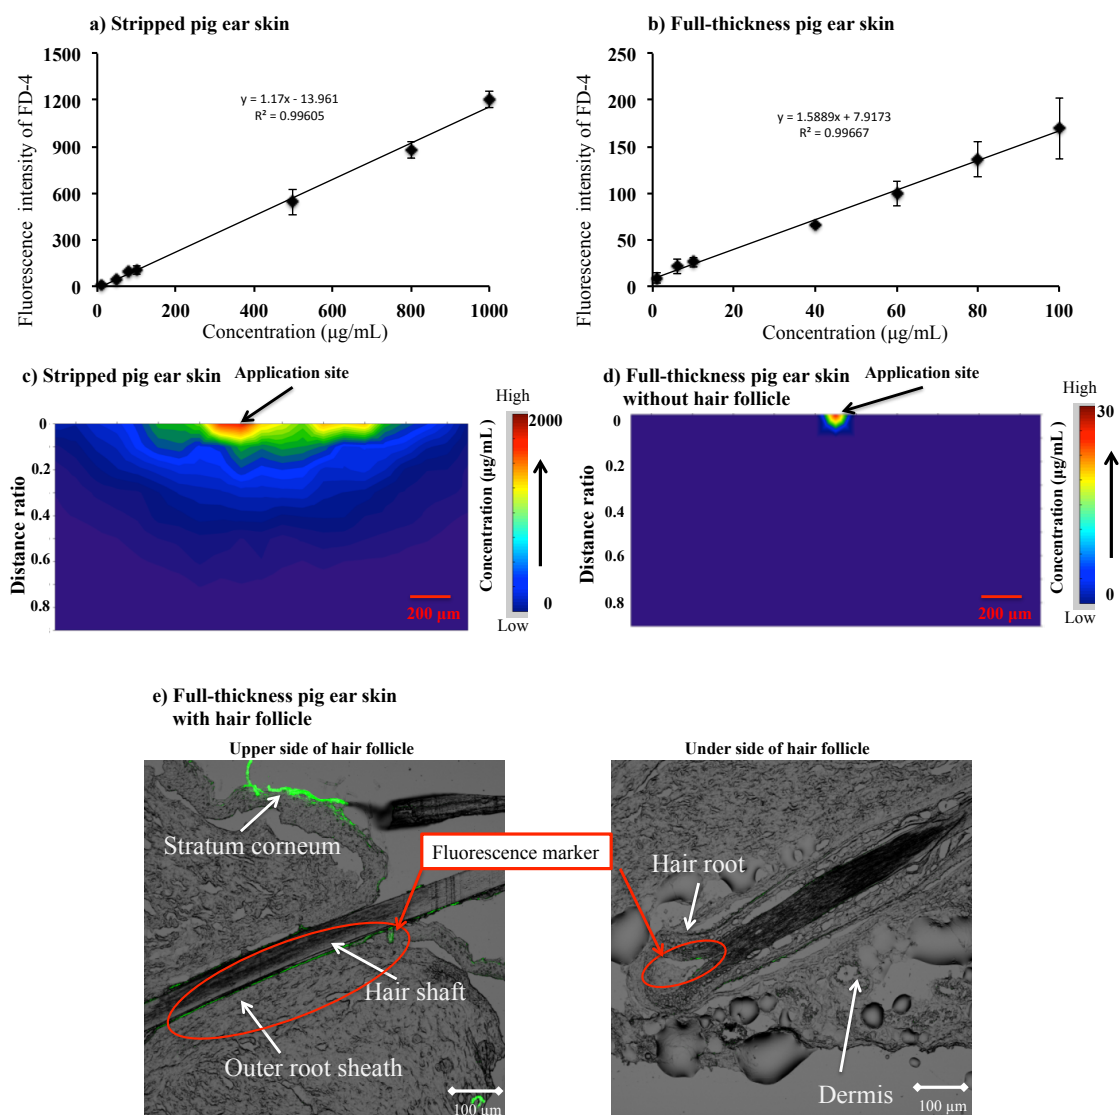 a) Stripped pig ear skin
Fluorescence intensity of FD-4
1500
1200
900
600
300
0
y = 1.17x - 13.961
R² = 0.99605
0 200 400 600 800 1000
Concentration (µg/mL)
b) Full-thickness pig ear skin
Fluorescence intensity of FD-4
250
200
150
100
50
0
y = 1.5889x + 7.9173
R² = 0.99667
0 20 40 60 80 100
Concentration (µg/mL)
c) Stripped pig ear skin
Application site
Distance ratio
0
0.2
0.4
0.6
0.8
200 µm
High
2000
Concentration (µg/mL)
0
Low
d) Full-thickness pig ear skin
without hair follicle
Application site
Distance ratio
0
0.2
0.4
0.6
0.8
200 µm
High
30
Concentration (µg/mL)
0
Low
e) Full-thickness pig ear skin
with hair follicle
Upper side of hair follicle
Stratum corneum
Fluorescence marker
Hair shaft
Outer root sheath
100 µm
Under side of hair follicle
Hair root
Dermis
100 µm